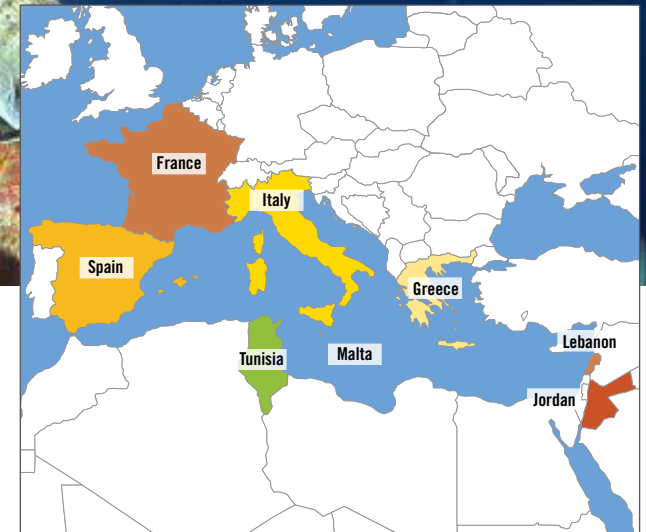 France
Italy
Spain
Greece
Lebanon
Tunisia
Malta
Jordan